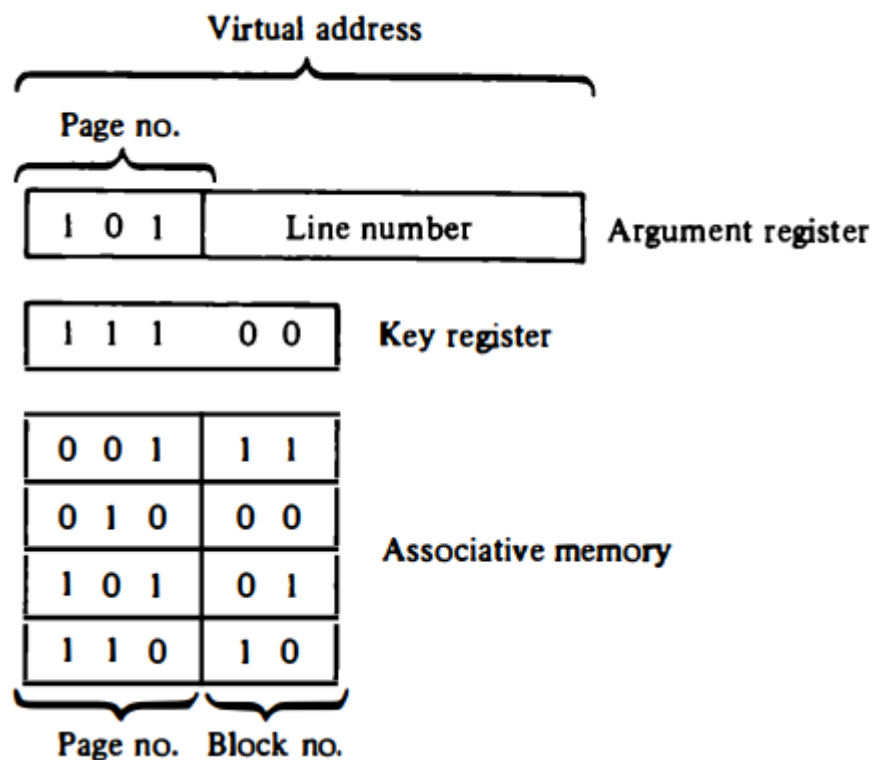 Virtual address
Page no.
1 0 1 Line number Argument register
1 1 1 0 0 Key register
0 0 1 1 1
0 1 0 0 0
Associative memory
1 0 1 0 1
1 1 0 1 0
Page no. Block no.